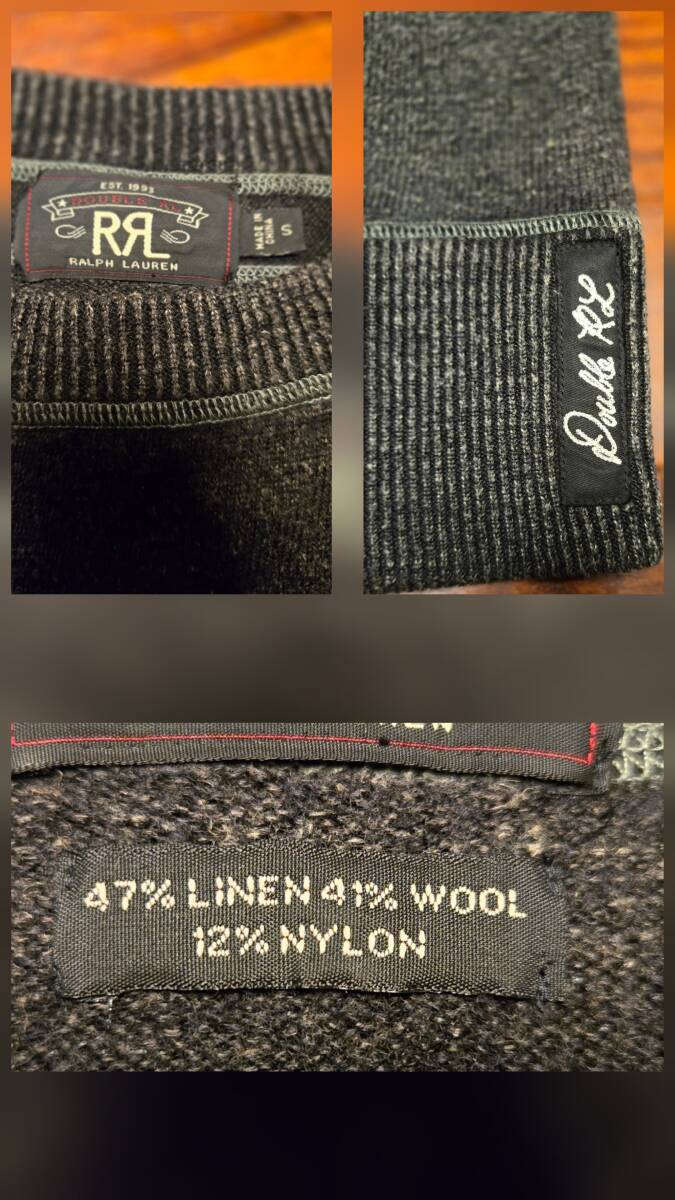 EST. 1993
DOUBLE RL
RRL
RALPH LAUREN
MADE IN
CHINA
S
Double RL
47% LINEN 41% WOOL
12% NYLON